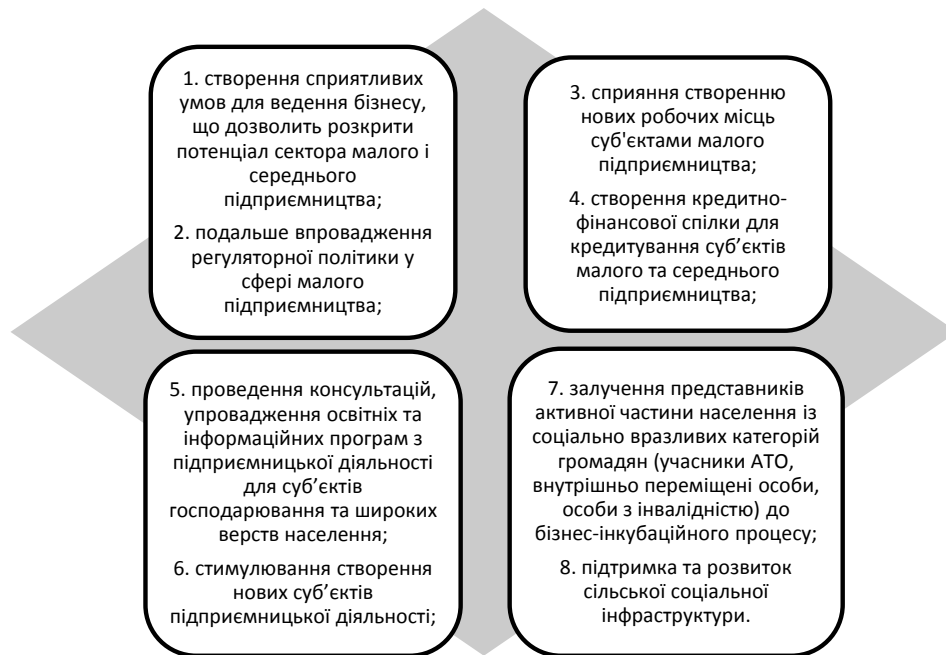 1. створення сприятливих
умов для ведення бізнесу,
що дозволить розкрити
потенціал сектора малого і
середнього
підприємництва;
2. подальше впровадження
регуляторної політики у
сфері малого
підприємництва;
3. сприяння створенню
нових робочих місць
суб'єктами малого
підприємництва;
4. створення кредитно-
фінансової спілки для
кредитування суб’єктів
малого та середнього
підприємництва;
5. проведення консультацій,
упровадження освітніх та
інформаційних програм з
підприємницької діяльності
для суб’єктів
господарювання та широких
верств населення;
6. стимулювання створення
нових суб’єктів
підприємницької діяльності;
7. залучення представників
активної частини населення із
соціально вразливих категорій
громадян (учасники АТО,
внутрішньо переміщені особи,
особи з інвалідністю) до
бізнес-інкубаційного процесу;
8. підтримка та розвиток
сільської соціальної
інфраструктури.